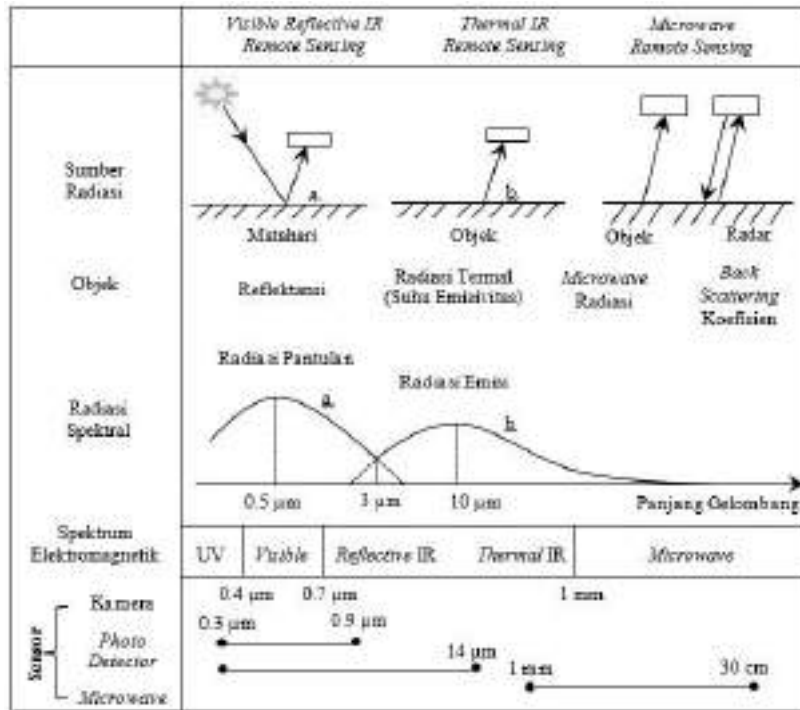 Visible Reflective IR
Remote Sensing
Thermal IR
Remote Sensing
Microwave
Remota Sensing
Sumber
Radiasi
a.
b.
Matahari
Objek
Objek
Radar
Objek
Reflektansi
Radiasi Termal
(Suhu Emisivitas)
Microwave
Radiasi
Back
Scattering
Koefisien
Radiasi
Spektral
Radiasi Pantulan
a.
Radiasi Emisi
b.
0.5 µm
3 µm
10 µm
Panjang Gelombang
Spektrum
Elektromagnetik
UV
Visible
Reflective IR
Thermal IR
Microwave
0.4 µm
0.7 µm
1 mm
Sensor
Kamera
0.3 µm
0.9 µm
Photo
Detector
14 µm
1 mm
30 cm
Microwave